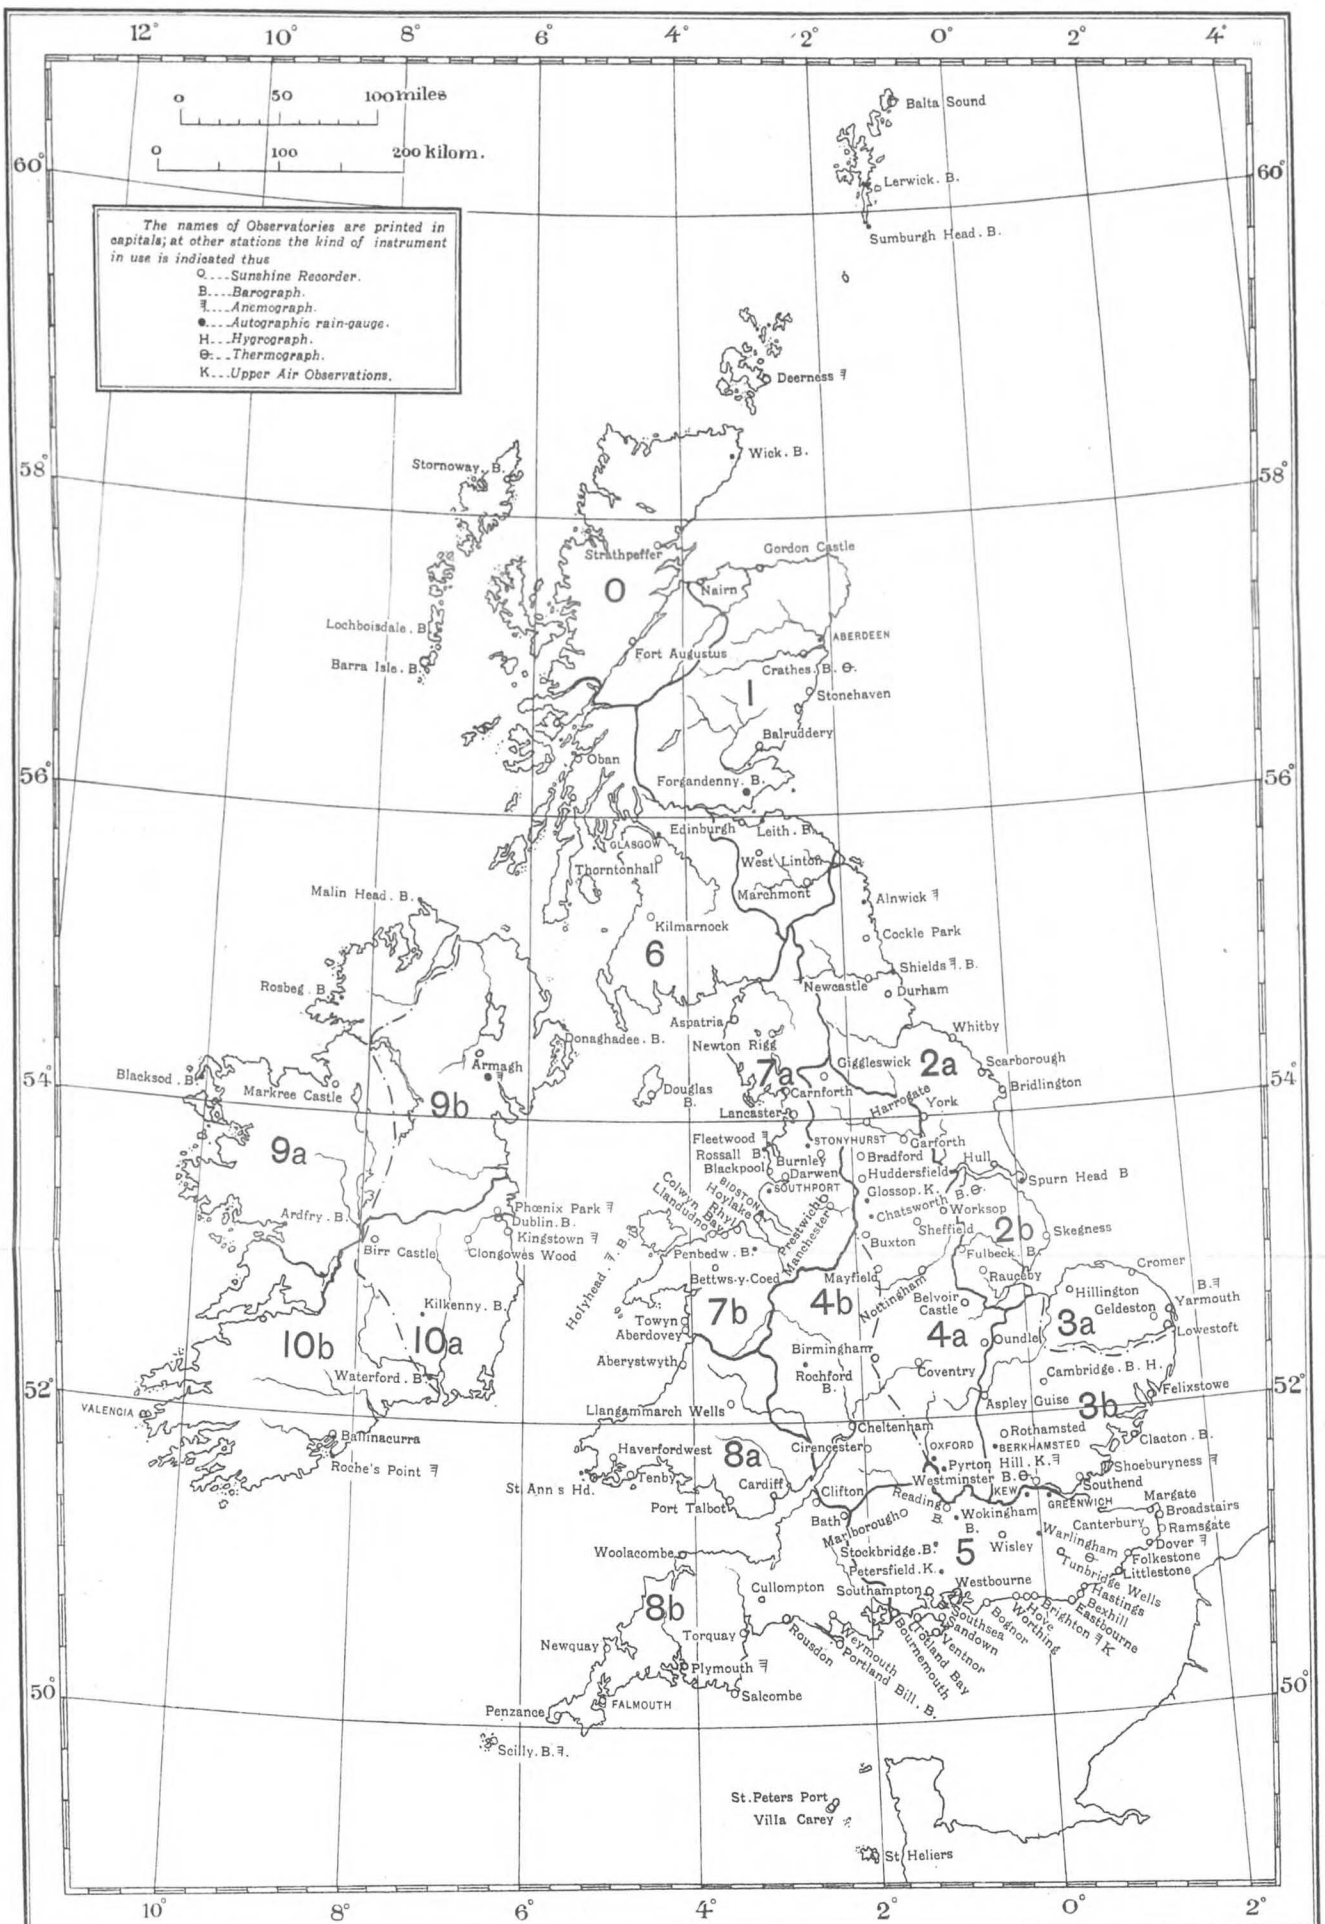 12° 10° 8° 6° 4° 2° 0° 2° 4°
0 50 100 miles
0 100 200 kilom.
60° 60°
The names of Observatories are printed in
capitals; at other stations the kind of instrument
in use is indicated thus
O....Sunshine Recorder.
B....Barograph.
....Anemograph.
●....Autographic rain-gauge.
H...Hygrograph.
Ɵ...Thermograph.
K...Upper Air Observations.
Balta Sound
Lerwick. B.
Sumburgh Head. B.
Deerness
Wick. B.
Stornoway. B.
58° 58°
Strathpeffer
Gordon Castle
Nairn
0
Lochboisdale. B.
Barra Isle. B.
Fort Augustus
ABERDEEN
Crathes. B. Ɵ.
1
Stonehaven
Balruddery
Oban
56° 56°
Forgandenny. B.
Edinburgh
Leith. B.
GLASGOW
West Linton
Thorntonhall
Marchmont
Malin Head. B.
Alnwick
Kilmarnock
Cockle Park
6
Shields . B.
Newcastle
Durham
Rosbeg. B.
Aspatria
Whitby
Donaghadee. B.
Newton Rigg
Giggleswick
2a
Scarborough
Armagh
Blacksod. B.
54° 54°
Markree Castle
7a
Bridlington
Douglas
B.
Carnforth
9b
Lancaster
Harrogate
York
Fleetwood
STONYHURST
Garforth
9a
Rossall B.
Burnley
Bradford
Hull
Blackpool
Darwen
Huddersfield
Spurn Head B
SOUTHPORT
Glossop. K.
BIDSTON
Hoylake
Rhyl
Colwyn Bay
Llandudno
Prestwich
Manchester
Chatsworth B. Ɵ.
Worksop
Sheffield
2b
Skegness
Phœnix Park
Dublin. B.
Kingstown
Ardfry. B.
Birr Castle
Clongowes Wood
Holyhead. . B.
Penbedw. B.
Buxton
Fulbeck. B.
Bettws-y-Coed
Mayfield
Nottingham
Rauceby
Cromer
Hillington
B.
Geldeston
Yarmouth
7b
4b
Belvoir
Castle
3a
Lowestoft
Kilkenny. B.
Towyn
Aberdovey
4a
Oundle
10b
10a
Birmingham
Aberystwyth
Rochford
B.
Coventry
Cambridge. B. H.
Waterford. B.
52° 52°
Aspley Guise
Felixstowe
VALENCIA
Llangammarch Wells
3b
Cheltenham
Rothamsted
Ballinacurra
Haverfordwest
8a
Cirencester
OXFORD
BERKHAMSTED
Clacton. B.
Roche's Point
Tenby
Pyrton Hill. K.
Shoeburyness
St. Ann's Hd.
Cardiff
Clifton
Westminster B. Ɵ
Southend
Port Talbot
KEW
GREENWICH
Margate
Bath
Reading
B.
Broadstairs
Marlborough
Wokingham
B.
Canterbury
Ramsgate
Woolacombe
Stockbridge. B.
5
Wisley
Warlingham
Ɵ
Dover
Folkestone
Petersfield. K.
Tunbridge Wells
Littlestone
Cullompton
Southampton
Westbourne
Hastings
8b
Bexhill
Eastbourne
Brighton K
Hove
Worthing
Bognor
Southsea
Sandown
Ventnor
Totland Bay
Bournemouth
Portland Bill. B.
Weymouth
Rousdon
Torquay
Newquay
Plymouth
50° 50°
Salcombe
FALMOUTH
Penzance
Scilly. B. .
St. Peters Port
Villa Carey
St Heliers
10° 8° 6° 4° 2° 0° 2°